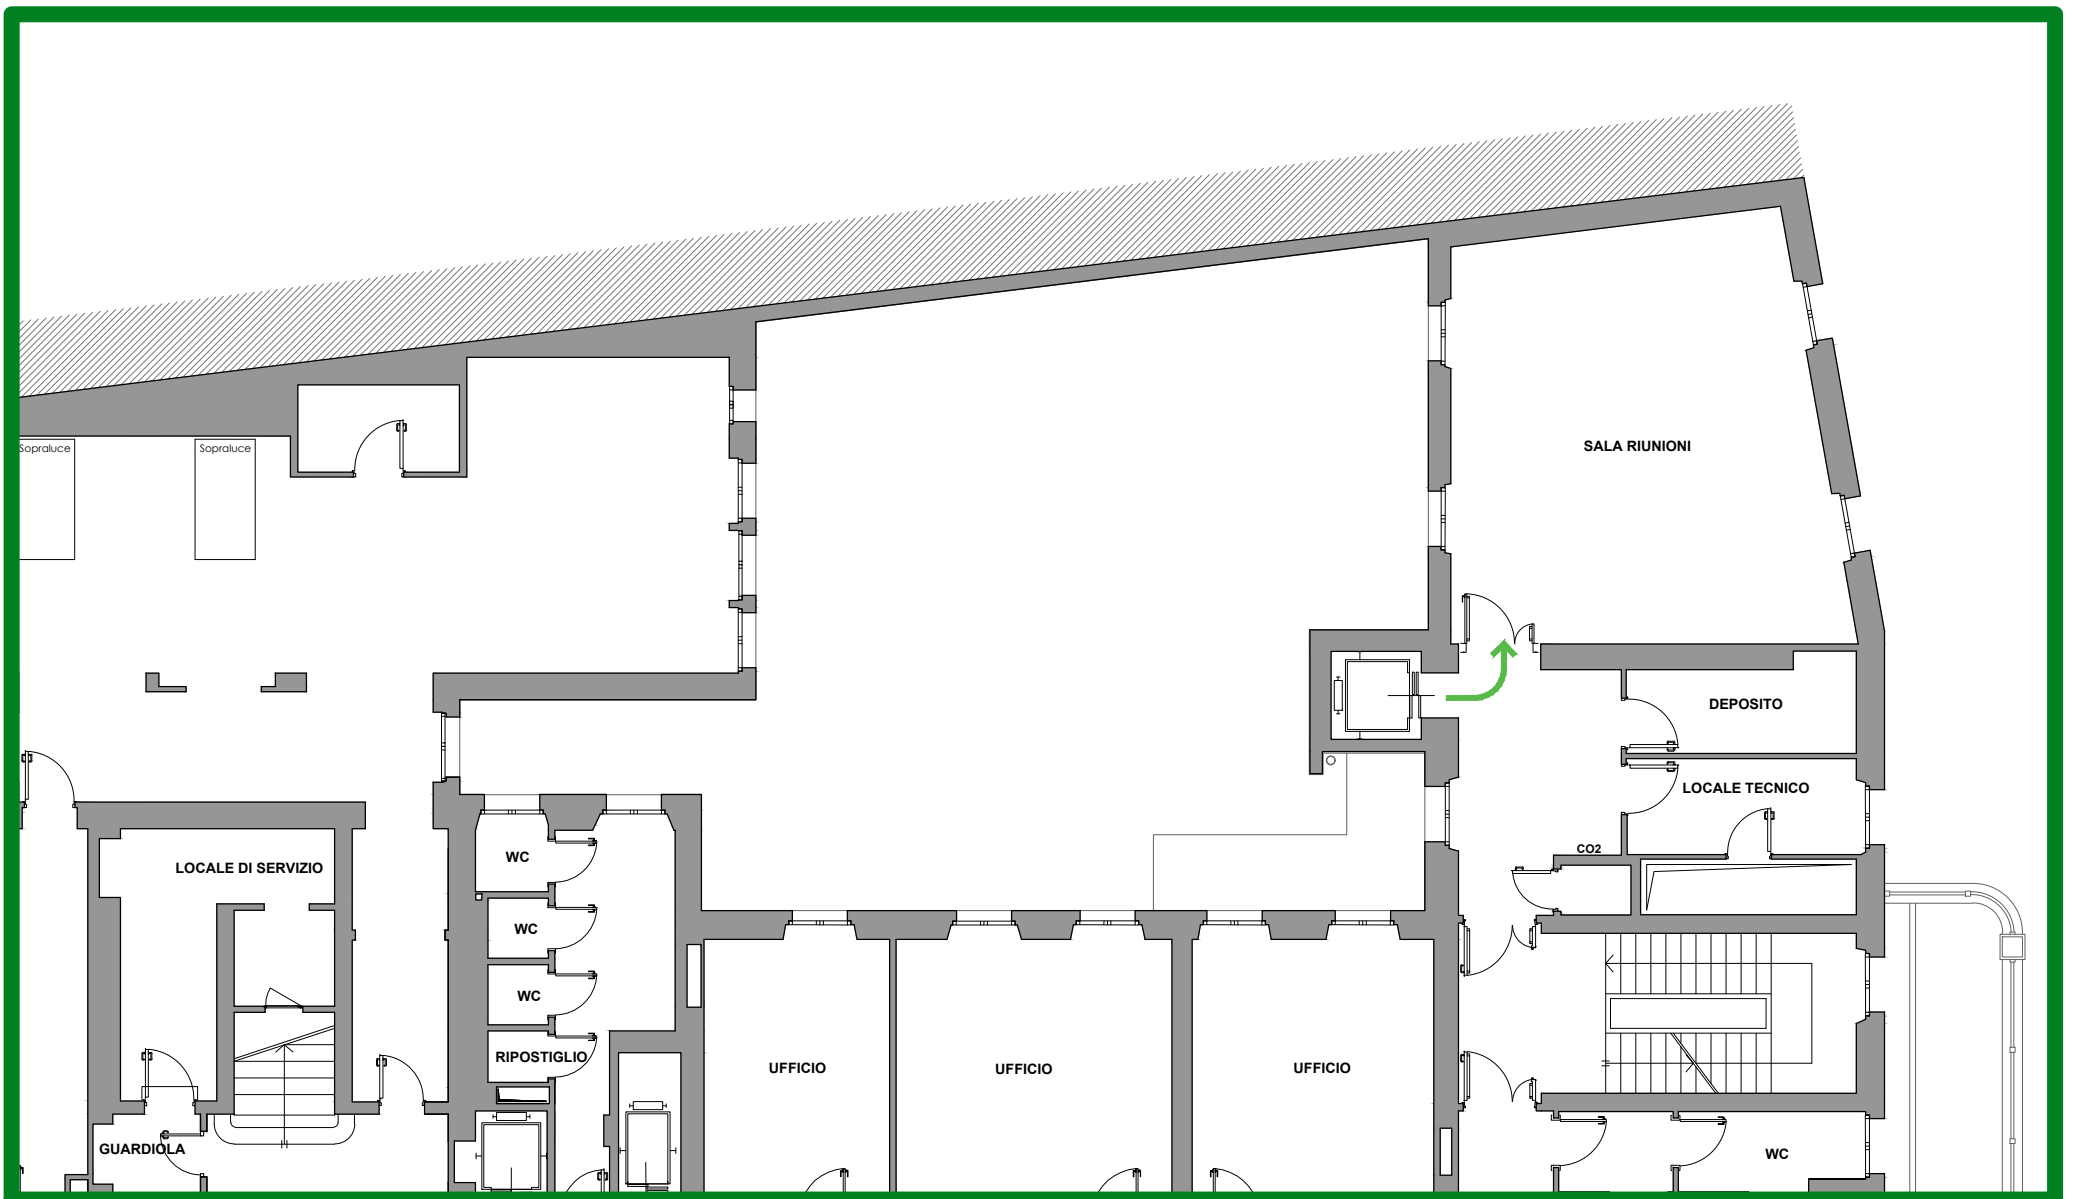 Sopraluce
Sopraluce
SALA RIUNIONI
DEPOSITO
LOCALE TECNICO
CO2
LOCALE DI SERVIZIO
WC
WC
WC
RIPOSTIGLIO
UFFICIO
UFFICIO
UFFICIO
GUARDIOLA
WC